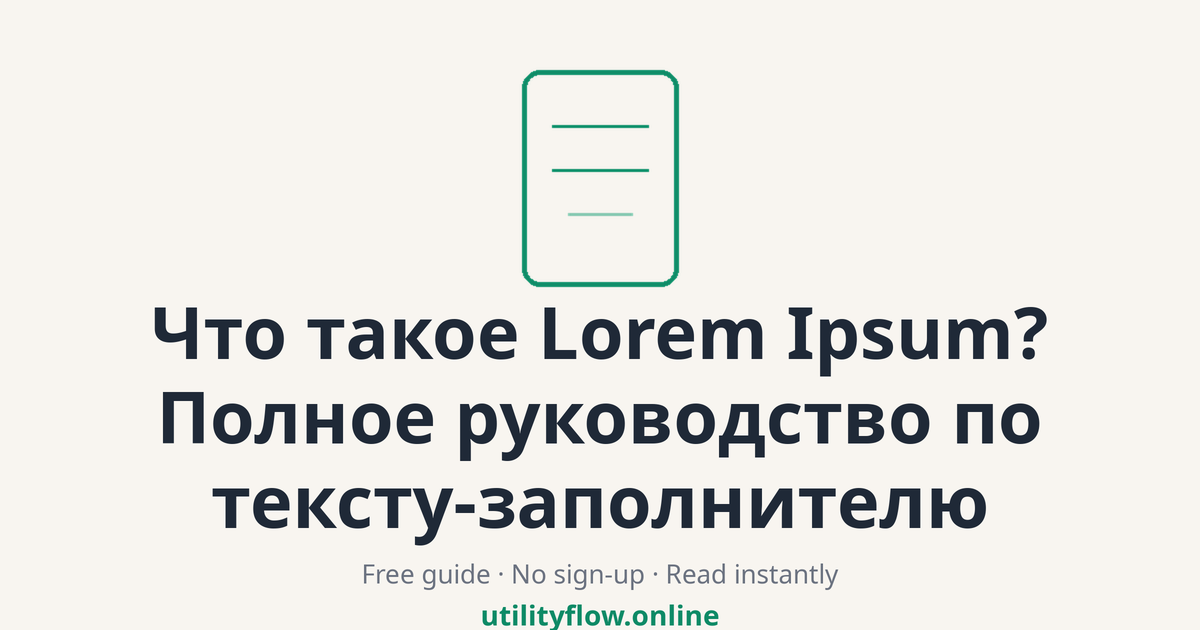 Что такое Lorem Ipsum?
Полное руководство по
тексту-заполнителю
Free guide · No sign-up · Read instantly
utilityflow.online